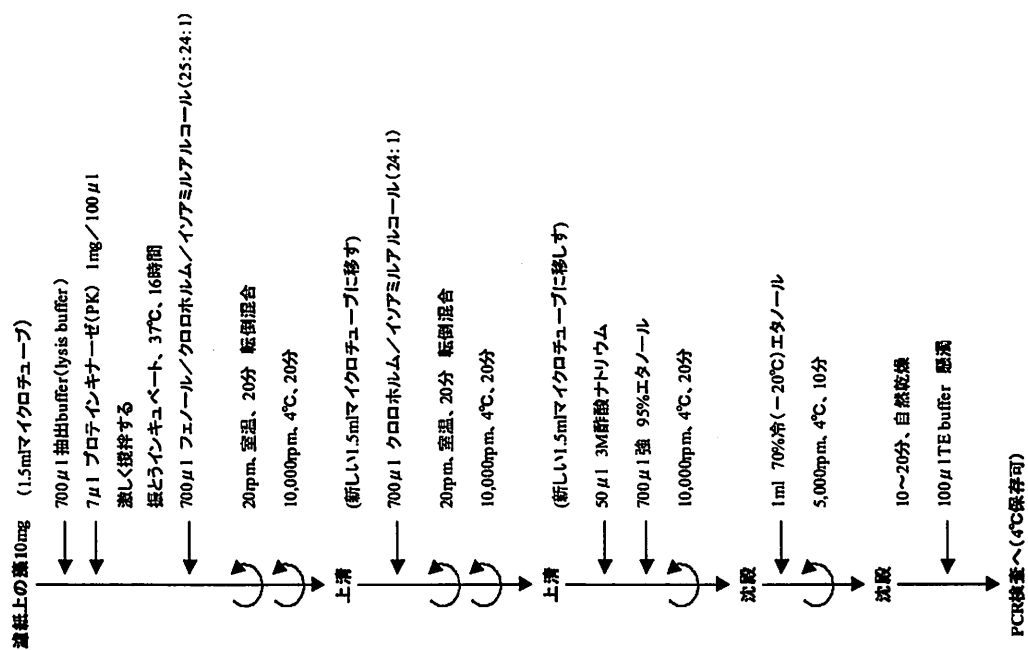 濾紙上の藻10mg (1.5mlマイクロチューブ)
700μl 抽出buffer(lysis buffer)
7μl プロテインキナーゼ(PK) 1mg/100μl
激しく撹拌する
振とうインキュベート、37℃、16時間
700μl フェノール/クロロホルム/イソアミルアルコール(25:24:1)
20rpm、室温、20分 転倒混合
10,000rpm、4℃、20分
上清 (新しい1.5mlマイクロチューブに移す)
700μl クロロホルム/イソアミルアルコール(24:1)
20rpm、室温、20分 転倒混合
10,000rpm、4℃、20分
上清 (新しい1.5mlマイクロチューブに移しす)
50μl 3M酢酸ナトリウム
700μl強 95%エタノール
10,000rpm、4℃、20分
沈殿
1ml 70%冷(−20℃)エタノール
5,000rpm、4℃、10分
沈殿
10〜20分、自然乾燥
100μlTE buffer 懸濁
PCR検査へ(4℃保存可)